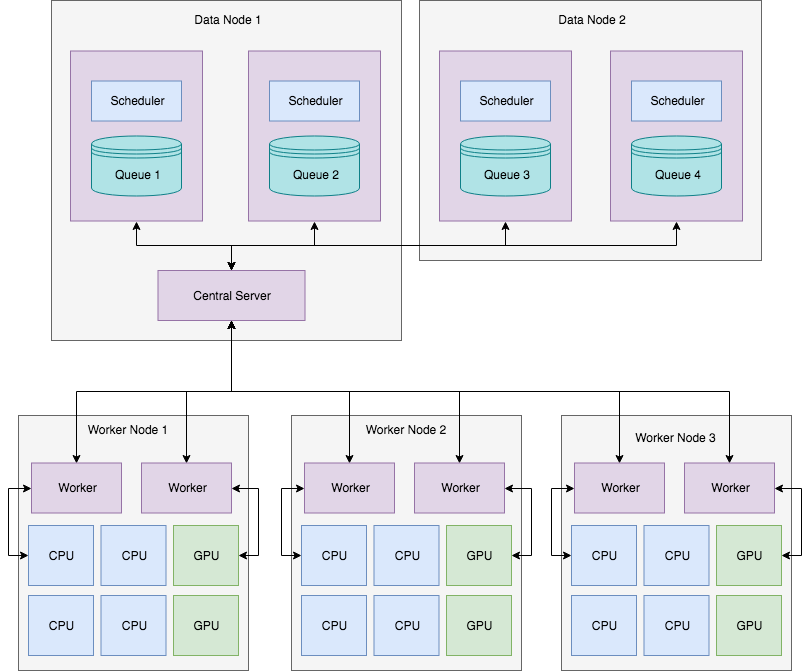 Data Node 1
Data Node 2
Scheduler
Scheduler
Scheduler
Scheduler
Queue 1
Queue 2
Queue 3
Queue 4
Central Server
Worker Node 1
Worker Node 2
Worker Node 3
Worker
Worker
Worker
Worker
Worker
Worker
CPU
CPU
GPU
CPU
CPU
GPU
CPU
CPU
GPU
CPU
CPU
GPU
CPU
CPU
GPU
CPU
CPU
GPU